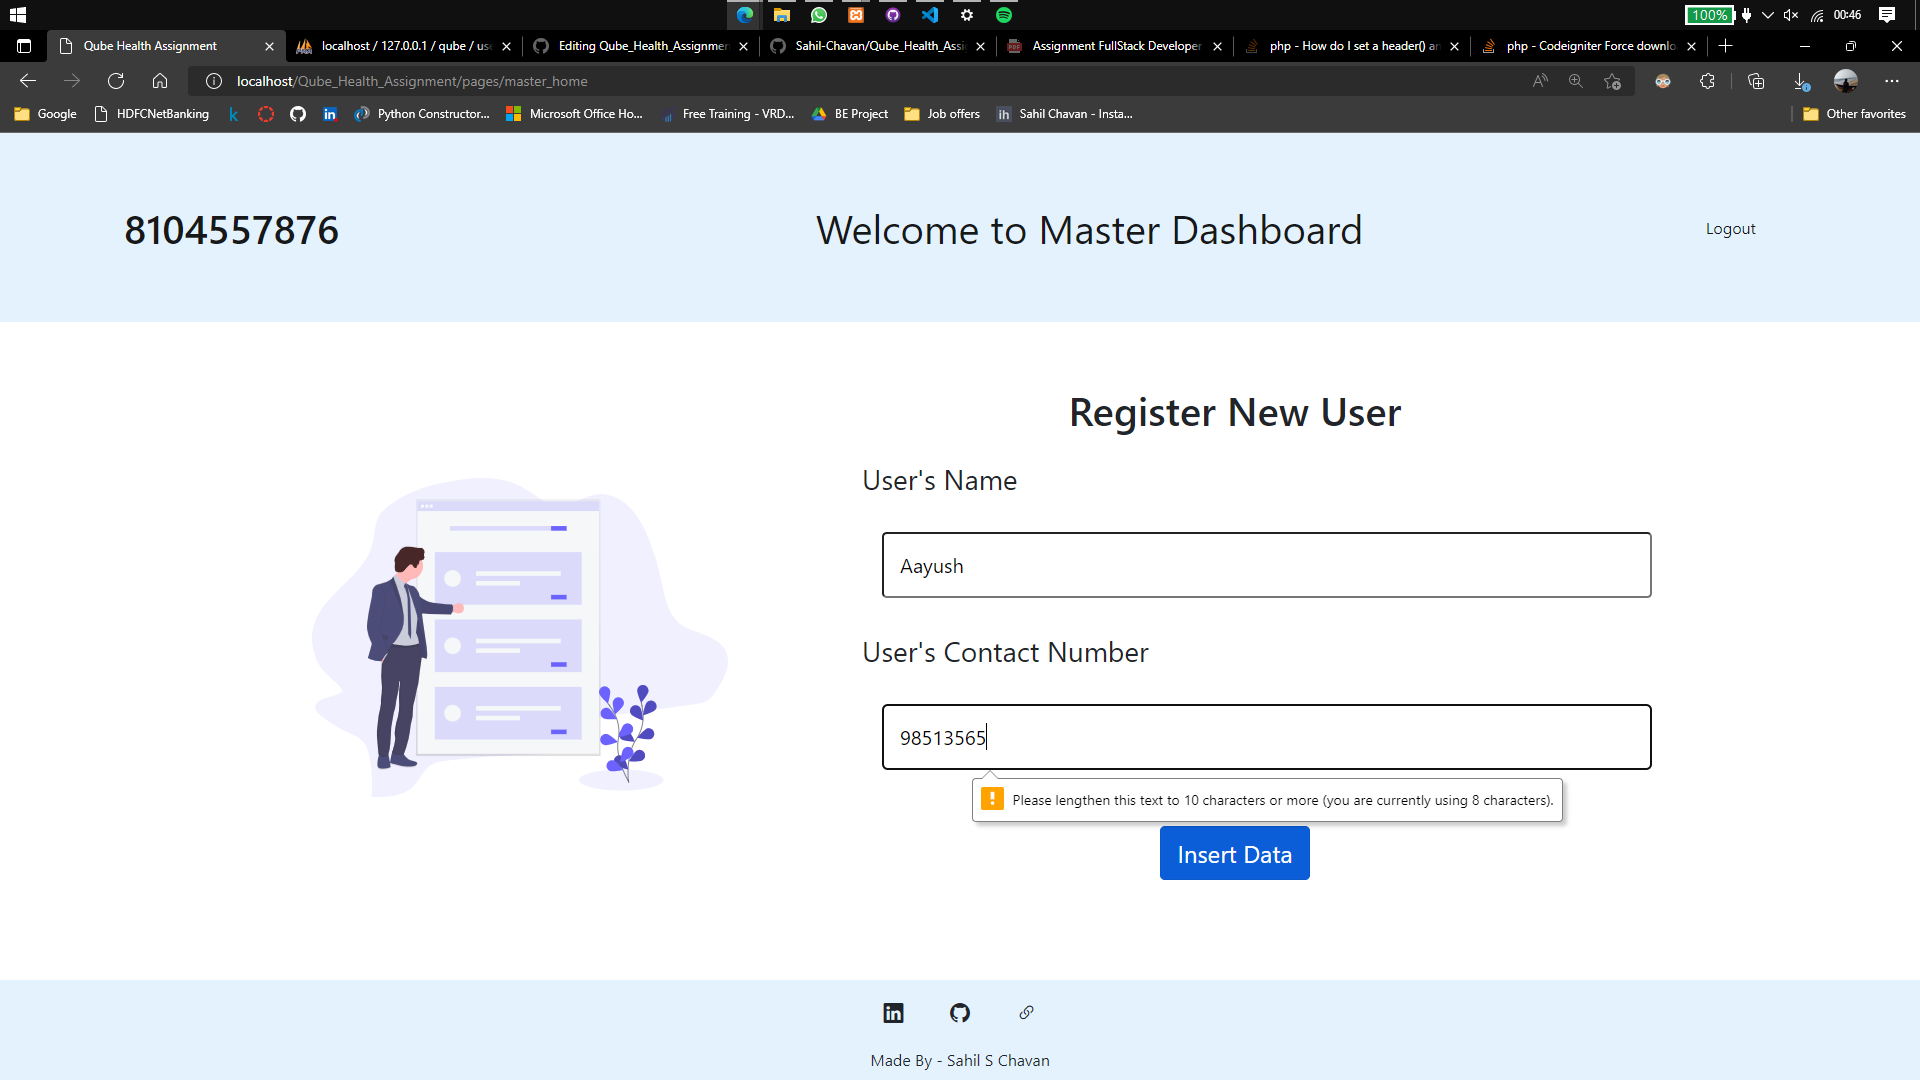 100%
00:46
Qube Health Assignment
localhost / 127.0.0.1 / qube / us
Editing Qube_Health_Assignmen
Sahil-Chavan/Qube_Health_Assi
Assignment FullStack Developer
php - How do I set a header() a
php - Codeigniter Force downlo
localhost/Qube_Health_Assignment/pages/master_home
Google
HDFCNetBanking
Python Constructor...
Microsoft Office Ho...
Free Training - VRD...
BE Project
Job offers
ih
Sahil Chavan - Insta...
Other favorites
8104557876
Welcome to Master Dashboard
Logout
Register New User
User's Name
Aayush
User's Contact Number
98513565
Please lengthen this text to 10 characters or more (you are currently using 8 characters).
Insert Data
Made By - Sahil S Chavan